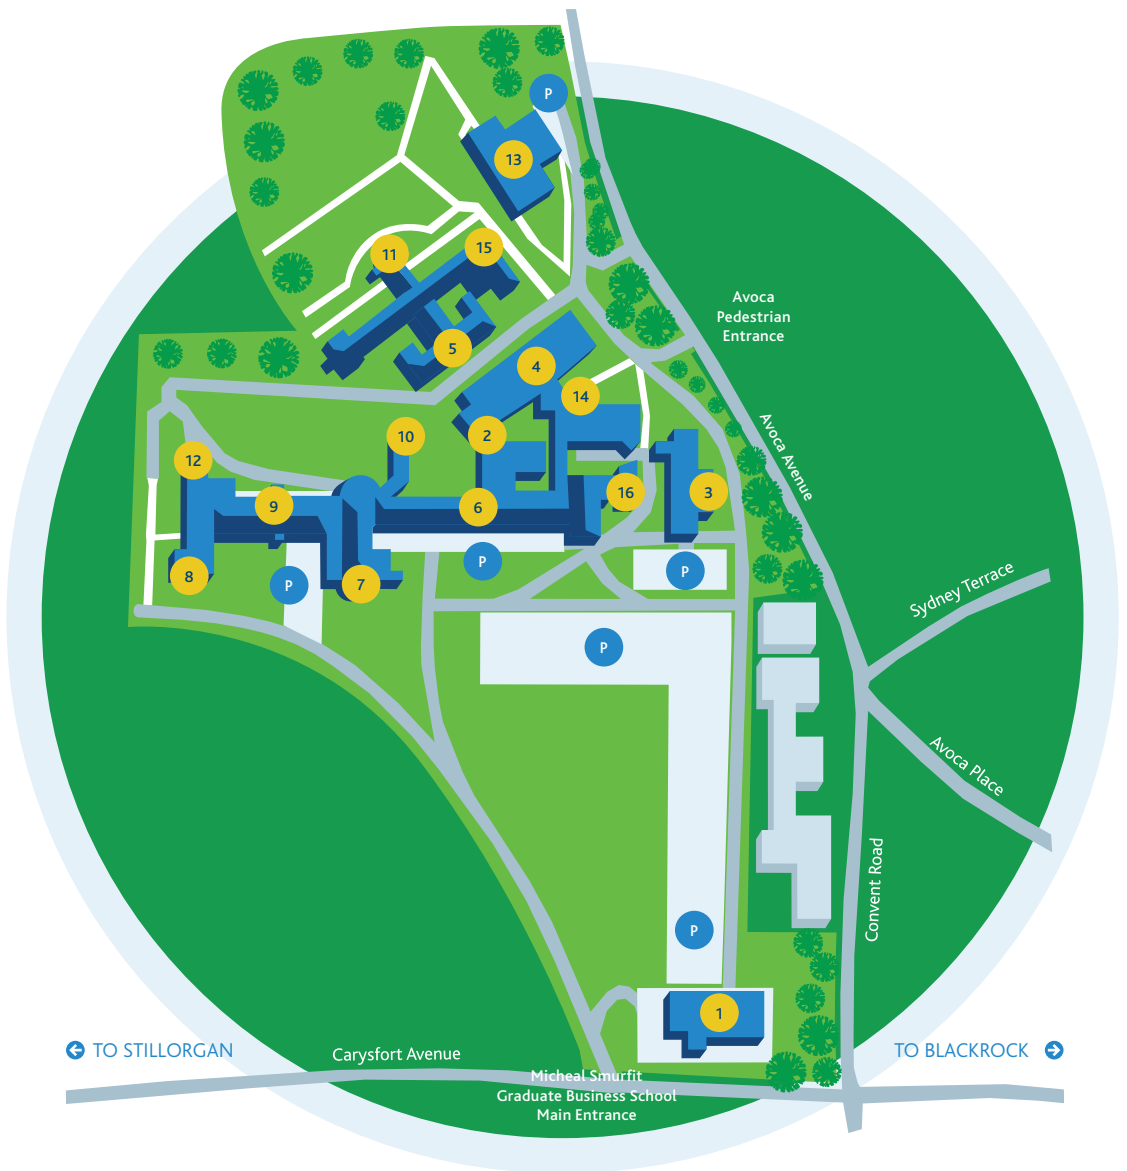 P
13
11
15
Avoca
Pedestrian
Entrance
5
4
14
Avoca Avenue
10
2
12
16
3
9
6
P
P
8
P
7
Sydney Terrace
P
Avoca Place
Convent Road
P
1
TO STILLORGAN
Carysfort Avenue
TO BLACKROCK
Micheal Smurfit
Graduate Business School
Main Entrance